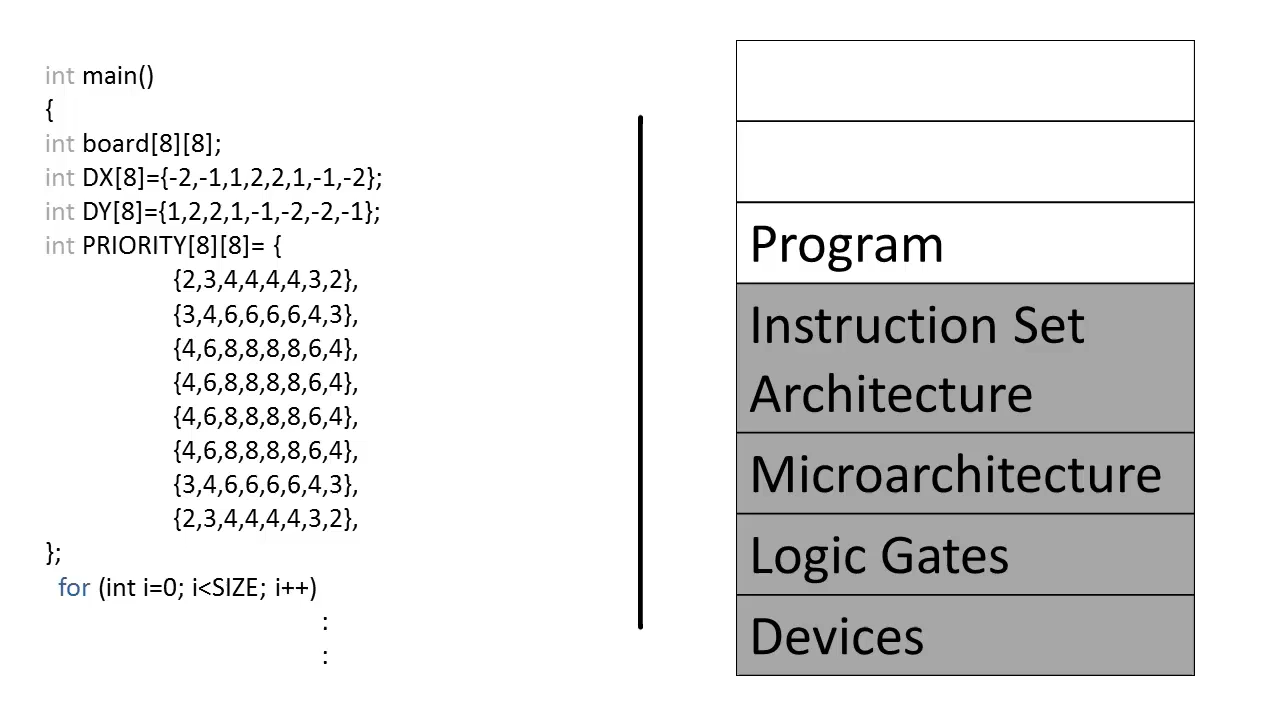 int main()
{
int board[8][8];
int DX[8]={-2,-1,1,2,2,1,-1,-2};
int DY[8]={1,2,2,1,-1,-2,-2,-1};
int PRIORITY[8][8]= {
{2,3,4,4,4,4,3,2},
{3,4,6,6,6,6,4,3},
{4,6,8,8,8,8,6,4},
{4,6,8,8,8,8,6,4},
{4,6,8,8,8,8,6,4},
{4,6,8,8,8,8,6,4},
{3,4,6,6,6,6,4,3},
{2,3,4,4,4,4,3,2},
};
for (int i=0; i<SIZE; i++)
:
:
Program
Instruction Set
Architecture
Microarchitecture
Logic Gates
Devices